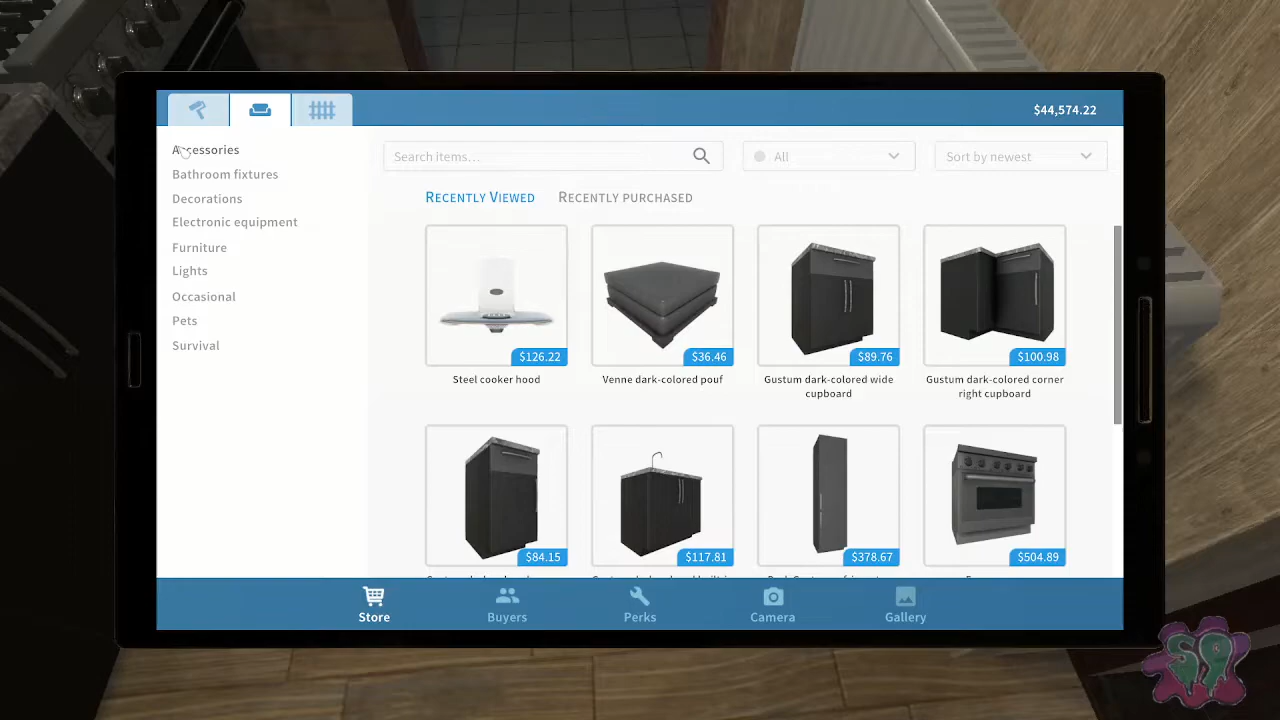 $44,574.22
Accessories
Bathroom fixtures
Decorations
Electronic equipment
Furniture
Lights
Occasional
Pets
Survival
Search items...
All
Sort by newest
RECENTLY VIEWED
RECENTLY PURCHASED
$126.22
$36.46
$89.76
$100.98
Steel cooker hood
Venne dark-colored pouf
Gustum dark-colored wide
cupboard
Gustum dark-colored corner
right cupboard
$84.15
$117.81
$378.67
$504.89
Store
Buyers
Perks
Camera
Gallery